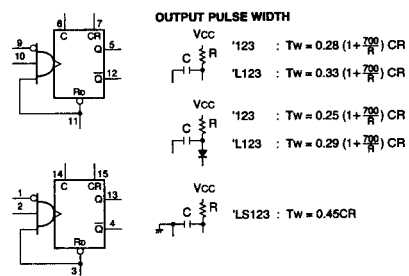 OUTPUT PULSE WIDTH
6 7
C CR
9 Q 5
10
Q 12
RD
11
VCC
R
C
'123 : Tw = 0.28 (1+700/R) CR
'L123 : Tw = 0.33 (1+700/R) CR
VCC
R
C
'123 : Tw = 0.25 (1+700/R) CR
'L123 : Tw = 0.29 (1+700/R) CR
14 15
C CR
1 Q 13
2
Q 4
RD
3
VCC
R
C
'LS123 : Tw = 0.45CR